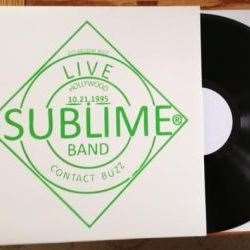 LIVE
HOLLYWOOD
10.21.1995
SUBLIME®
BAND
CONTACT BUZZ